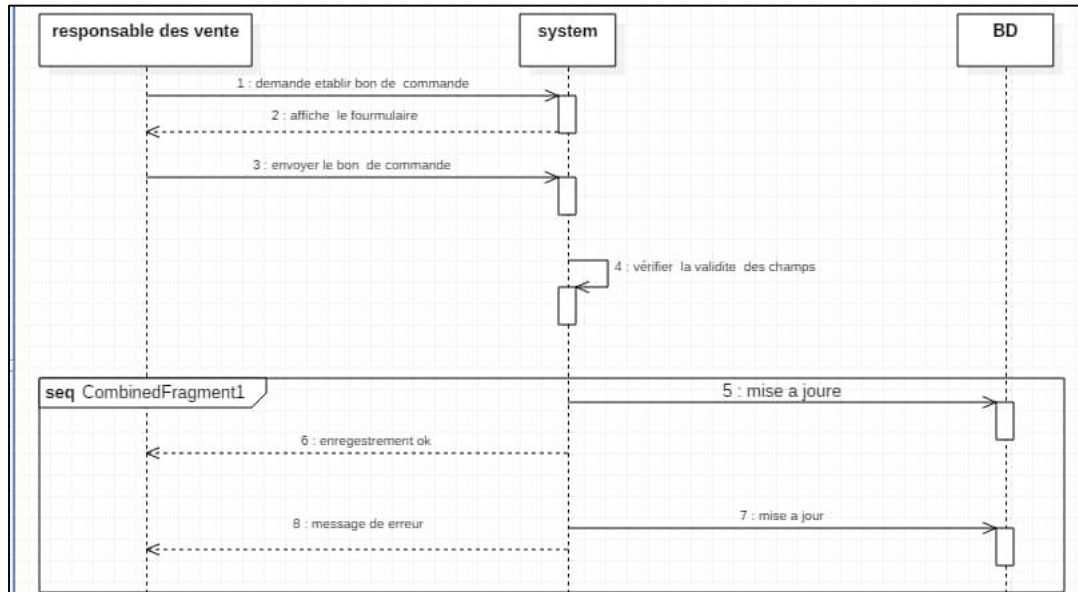 responsable des vente
system
BD
1 : demande etablir bon de commande
2 : affiche le fourmulaire
3 : envoyer le bon de commande
4 : vérifier la validite des champs
seq CombinedFragment1
5 : mise a joure
6 : enregestrement ok
7 : mise a jour
8 : message de erreur